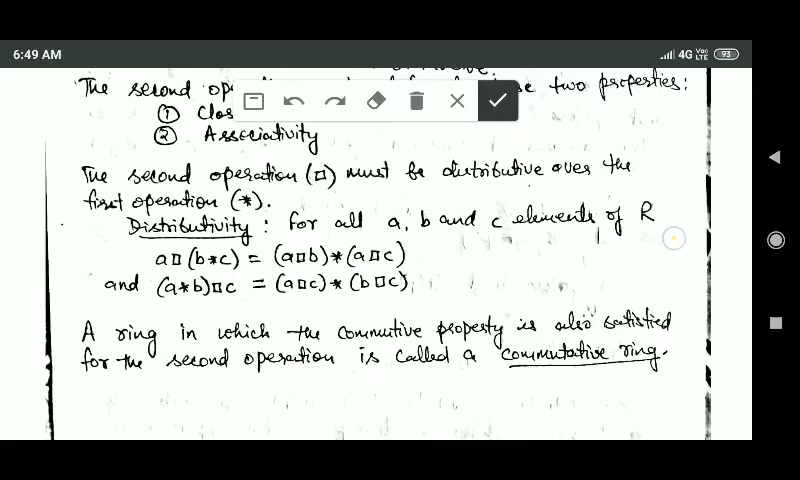 6:49 AM
4G Vo) LTE 93
The second two properties:
①
② Associativity
The second operation (□) must be distributive over the
first operation (*).
Distributivity : for all a, b and c elements of R
a□(b*c) = (a□b)*(a□c)
and (a*b)□c = (a□c)*(b□c)
A ring in which the commutive property is also satisfied
for the second operation is called a commutative ring.